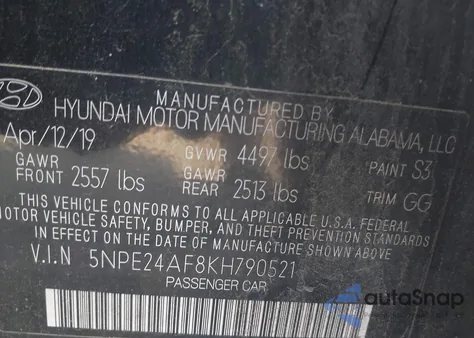 MANUFACTURED BY
HYUNDAI MOTOR MANUFACTURING ALABAMA, LLC
Apr/12/19
GVWR 4497 lbs
PAINT S3
GAWR FRONT 2557 lbs
GAWR REAR 2513 lbs
TRIM GG
THIS VEHICLE CONFORMS TO ALL APPLICABLE U.S.A. FEDERAL
MOTOR VEHICLE SAFETY, BUMPER, AND THEFT PREVENTION STANDARDS
IN EFFECT ON THE DATE OF MANUFACTURE SHOWN ABOVE
V.I.N 5NPE24AF8KH790521
PASSENGER CAR
autoSnap